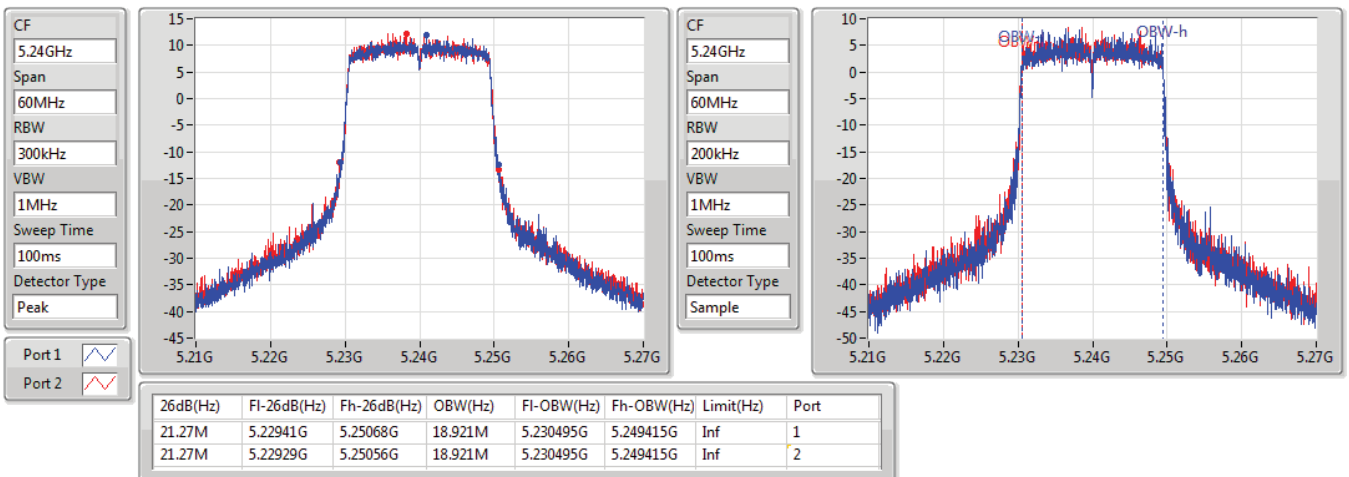 CF
5.24GHz
Span
60MHz
RBW
300kHz
VBW
1MHz
Sweep Time
100ms
Detector Type
Peak
Port 1
Port 2
15
10
5
0
-5
-10
-15
-20
-25
-30
-35
-40
-45
5.21G 5.22G 5.23G 5.24G 5.25G 5.26G 5.27G
CF
5.24GHz
Span
60MHz
RBW
200kHz
VBW
1MHz
Sweep Time
100ms
Detector Type
Sample
10
5
0
-5
-10
-15
-20
-25
-30
-35
-40
-45
-50
OBW-h
5.21G 5.22G 5.23G 5.24G 5.25G 5.26G 5.27G
26dB(Hz) Fl-26dB(Hz) Fh-26dB(Hz) OBW(Hz) Fl-OBW(Hz) Fh-OBW(Hz) Limit(Hz) Port
21.27M 5.22941G 5.25068G 18.921M 5.230495G 5.249415G Inf 1
21.27M 5.22929G 5.25056G 18.921M 5.230495G 5.249415G Inf 2